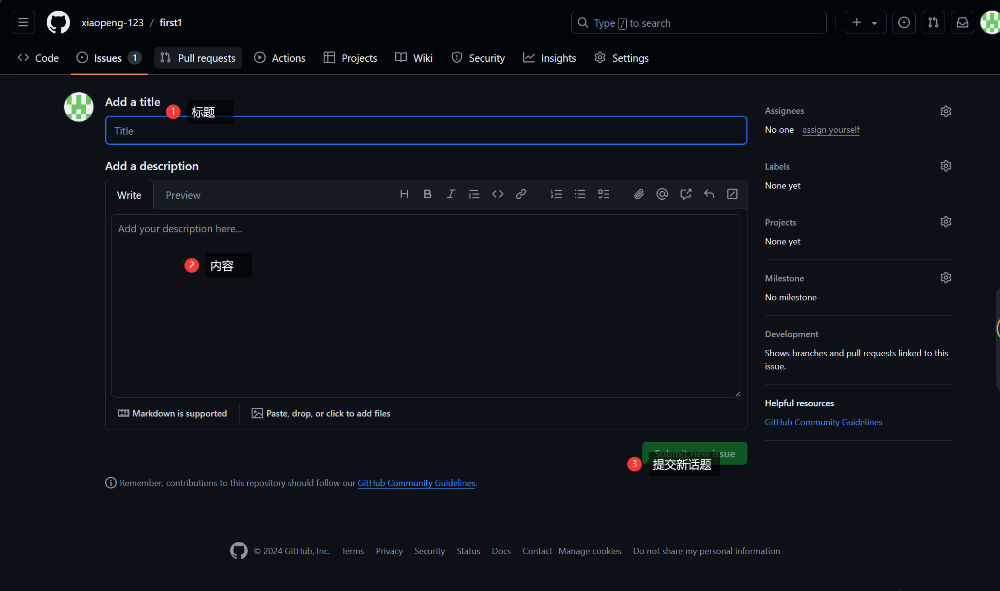 xiaopeng-123 / first1
Type / to search
Code
Issues 1
Pull requests
Actions
Projects
Wiki
Security
Insights
Settings
Add a title
1 标题
Title
Add a description
Write
Preview
Add your description here...
2 内容
Markdown is supported
Paste, drop, or click to add files
Submit new issue
3 提交新话题
Remember, contributions to this repository should follow our GitHub Community Guidelines.
Assignees
No one—assign yourself
Labels
None yet
Projects
None yet
Milestone
No milestone
Development
Shows branches and pull requests linked to this
issue.
Helpful resources
GitHub Community Guidelines
© 2024 GitHub, Inc. Terms Privacy Security Status Docs Contact Manage cookies Do not share my personal information